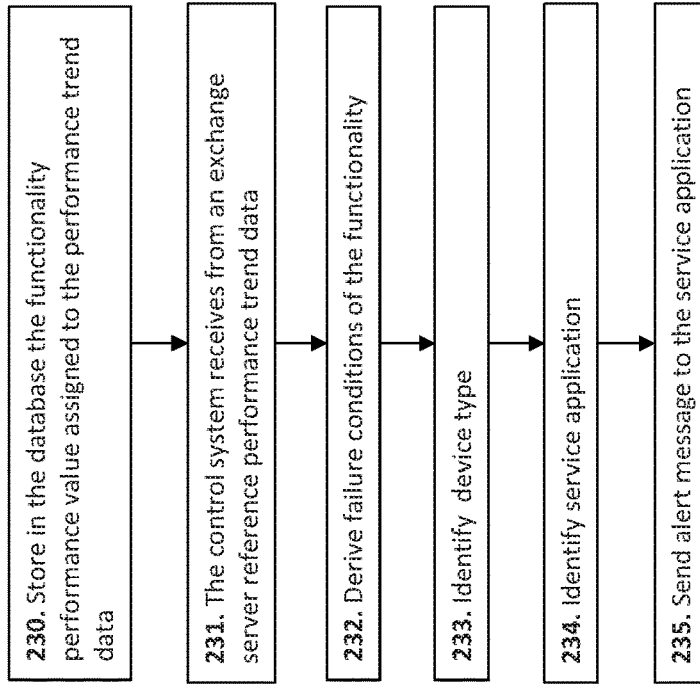 230. Store in the database the functionality
performance value assigned to the performance trend
data
231. The control system receives from an exchange
server reference performance trend data
232. Derive failure conditions of the functionality
233. Identify device type
234. Identify service application
235. Send alert message to the service application